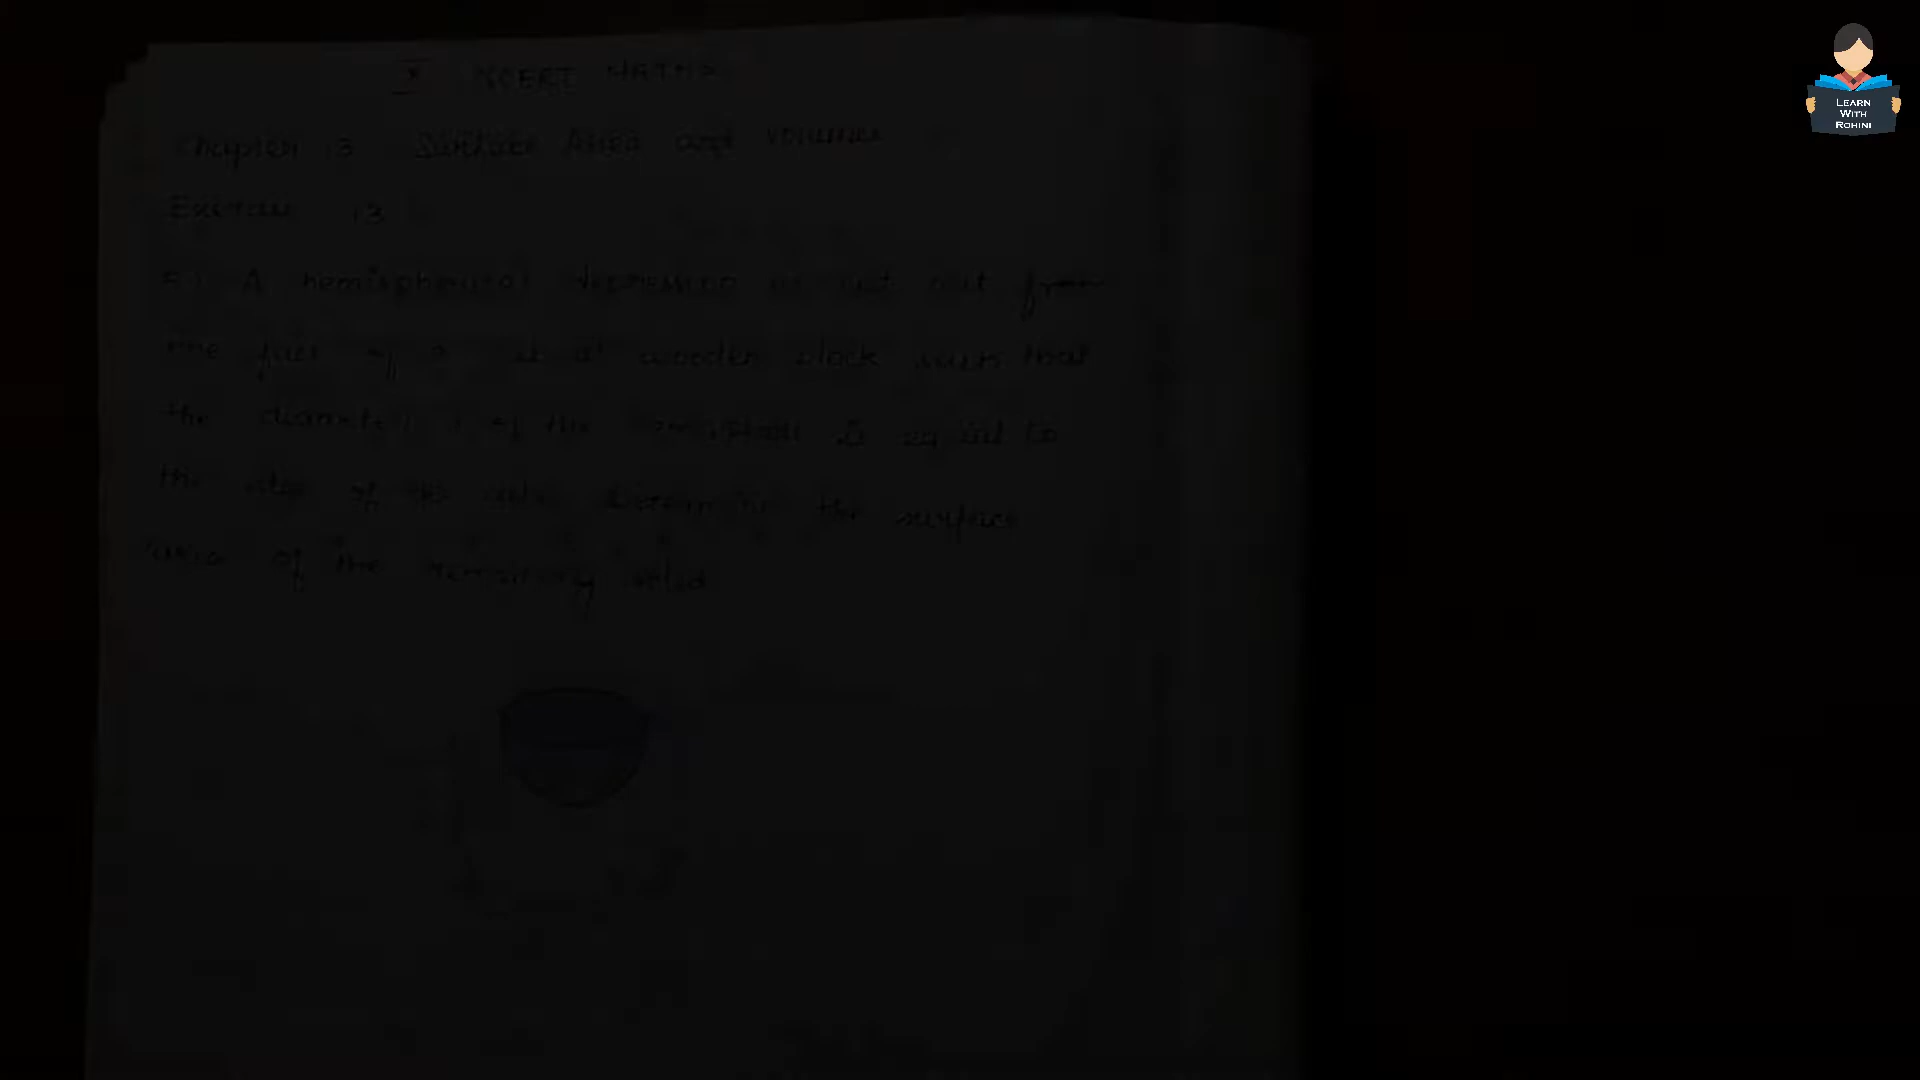 X NCERT MATHS
Chapter 13 Surface Area and Volumes
Exercise 13
5) A hemispherical depression is cut out from
one face of a wooden block such that
the diameter of the hemisphere is equal to
the of the cube. Determine the surface
area of the remaining solid
LEARN
WITH
ROHINI